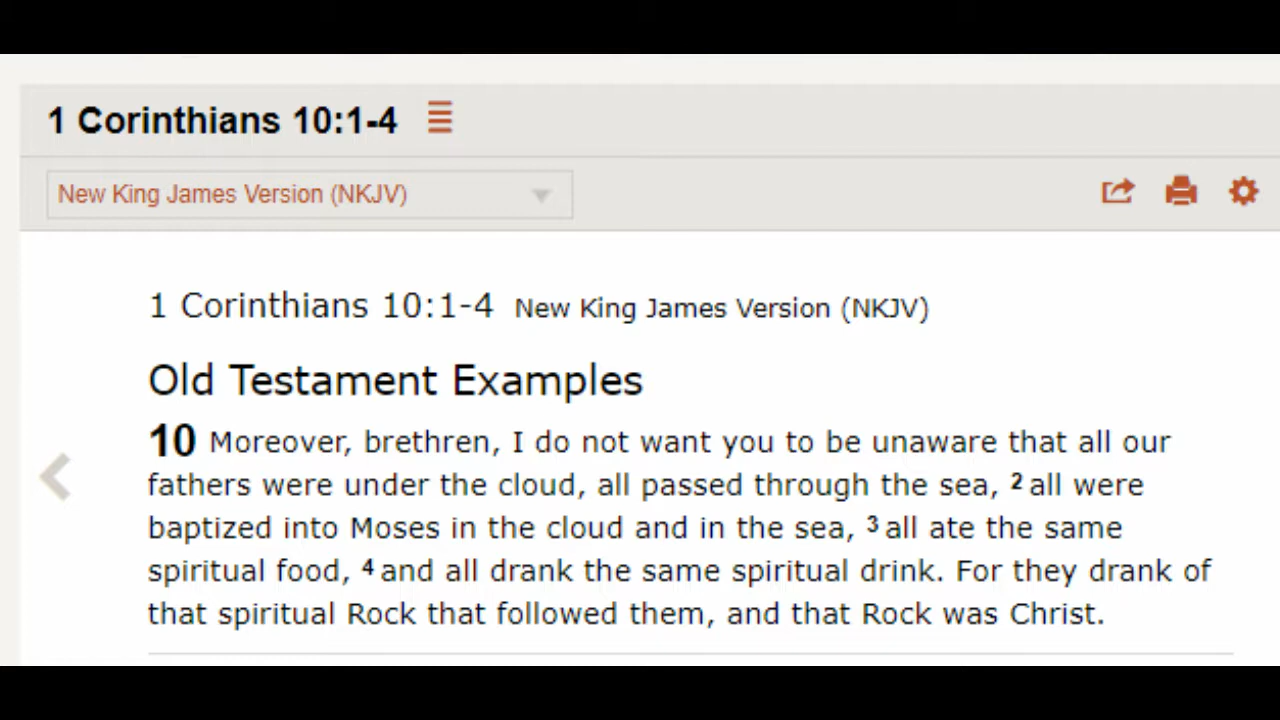 1 Corinthians 10:1-4
New King James Version (NKJV)
1 Corinthians 10:1-4 New King James Version (NKJV)
Old Testament Examples
10 Moreover, brethren, I do not want you to be unaware that all our
fathers were under the cloud, all passed through the sea, 2 all were
baptized into Moses in the cloud and in the sea, 3 all ate the same
spiritual food, 4 and all drank the same spiritual drink. For they drank of
that spiritual Rock that followed them, and that Rock was Christ.